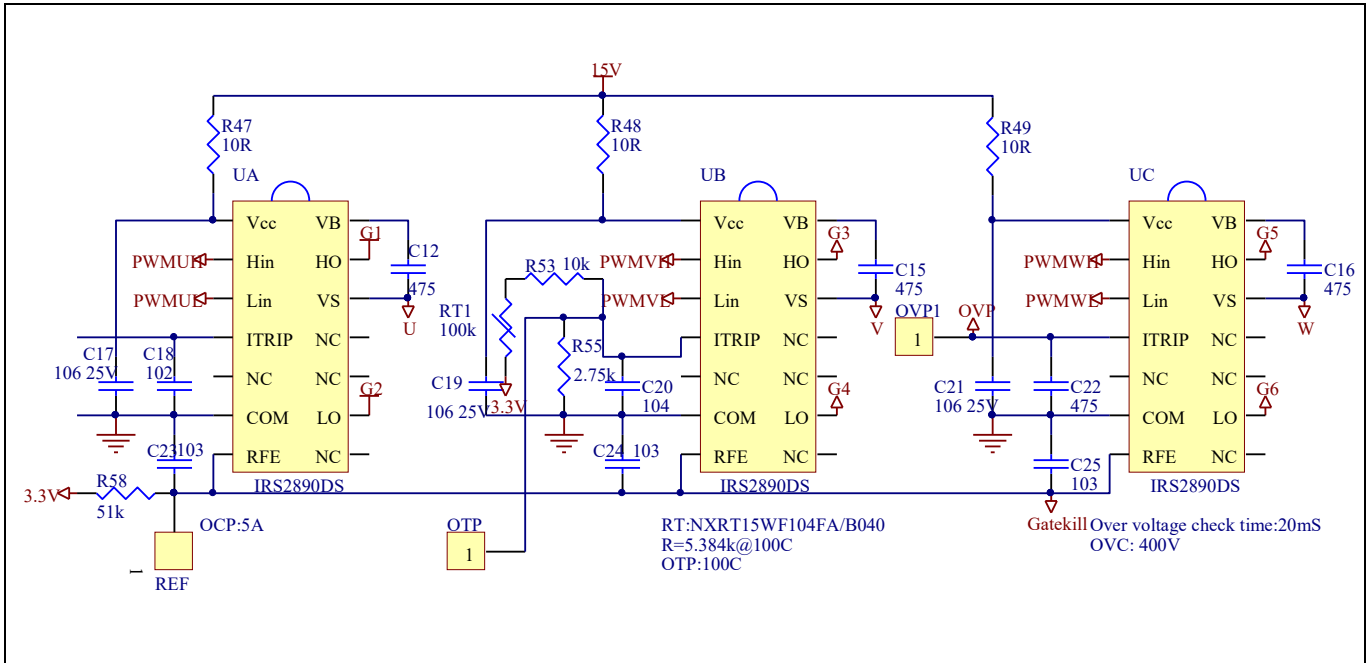 15V
R47
10R
R48
10R
R49
10R
UA
UB
UC
Vcc
VB
Hin
HO
Lin
VS
ITRIP
NC
NC
NC
COM
LO
RFE
NC
IRS2890DS
G1
G2
PWMUH
PWMUL
C12
475
U
C17
106 25V
C18
102
C23
103
R58
51k
3.3V
OCP:5A
1
REF
R53
10k
RT1
100k
3.3V
R55
2.75k
C19
106 25V
C20
104
C24
103
OTP
1
PWMVH
PWMVL
Vcc
VB
Hin
HO
Lin
VS
ITRIP
NC
NC
NC
COM
LO
RFE
NC
IRS2890DS
G3
G4
C15
475
V
RT:NXRT15WF104FA/B040
R=5.384k@100C
OTP:100C
OVP1
1
OVP
PWMWH
PWMWL
C21
106 25V
C22
475
C25
103
Vcc
VB
Hin
HO
Lin
VS
ITRIP
NC
NC
NC
COM
LO
RFE
NC
IRS2890DS
G5
G6
C16
475
W
Gatekill
Over voltage check time:20mS
OVC: 400V